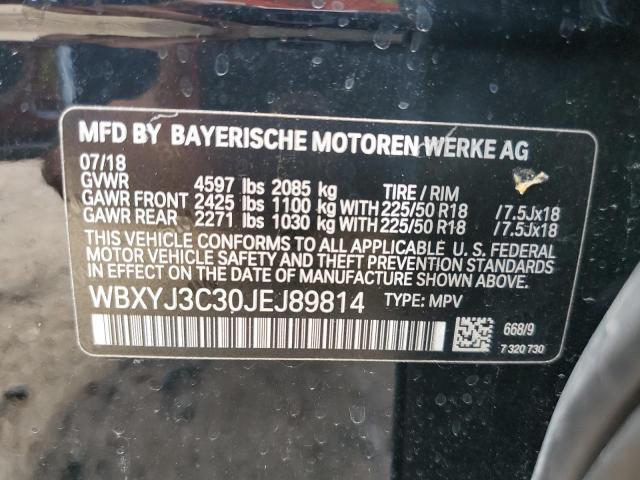 MFD BY BAYERISCHE MOTOREN WERKE AG
07/18
GVWR 4597 lbs 2085 kg TIRE / RIM
GAWR FRONT 2425 lbs 1100 kg WITH 225/50 R18 /7.5Jx18
GAWR REAR 2271 lbs 1030 kg WITH 225/50 R18 /7.5Jx18
THIS VEHICLE CONFORMS TO ALL APPLICABLE U. S. FEDERAL
MOTOR VEHICLE SAFETY AND THEFT PREVENTION STANDARDS
IN EFFECT ON THE DATE OF MANUFACTURE SHOWN ABOVE.
WBXYJ3C30JEJ89814 TYPE: MPV
668/9
7 320 730